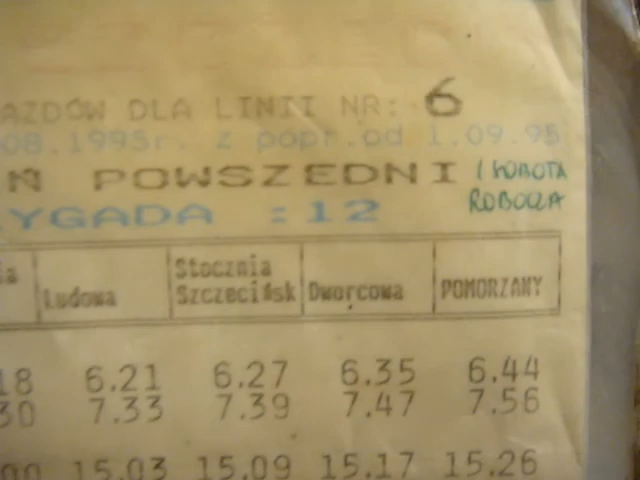 AZDÓW DLA LINII NR: 6
08.1995r. z popr.od 1.09.95
Ń POWSZEDNI I SOBOTA
ROBOCZA
YGADA :12
ia Ludowa Stocznia Szczecińsk Dworcowa POMORZANY
18 6.21 6.27 6.35 6.44
30 7.33 7.39 7.47 7.56
00 15.03 15.09 15.17 15.26